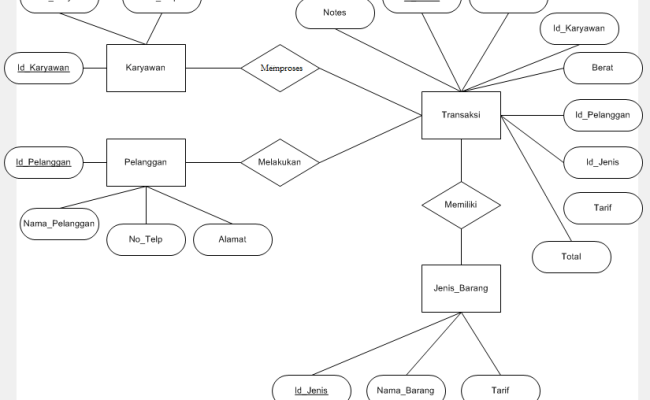 Notes
Id_Karyawan
Id_Karyawan
Karyawan
Memproses
Berat
Transaksi
Id_Pelanggan
Id_Pelanggan
Pelanggan
Melakukan
Id_Jenis
Memiliki
Tarif
Nama_Pelanggan
No_Telp
Alamat
Total
Jenis_Barang
Id_Jenis
Nama_Barang
Tarif